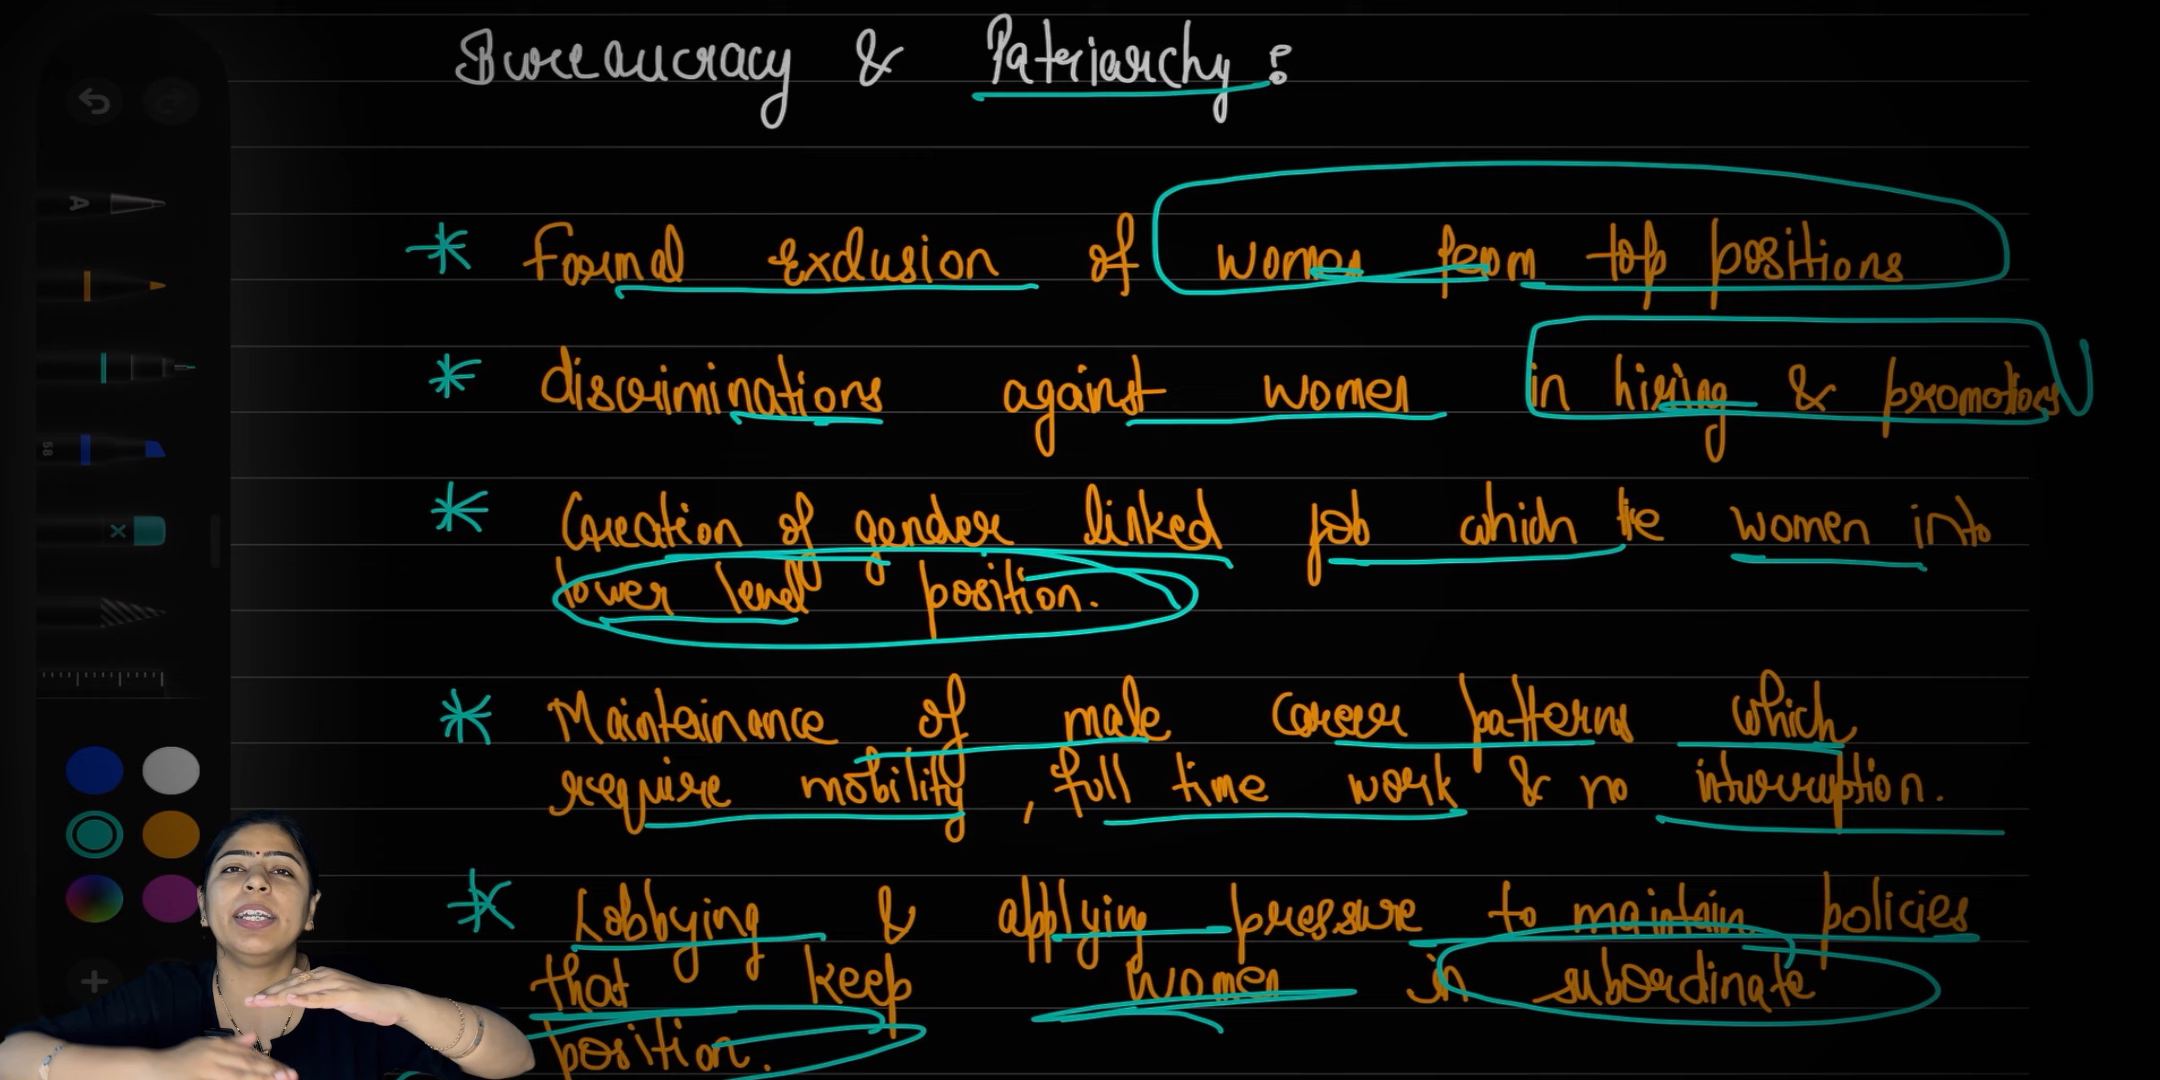 Bureaucracy & Patriarchy:
* Formal exclusion of women from top positions
* discriminations against women in hiring & promotions
* Creation of gender linked job which tie women into
lower level position.
* Maintainance of male career patterns which
require mobility, full time work & no interruption.
* Lobbying & applying pressure to maintain policies
that keep women in subordinate
position.